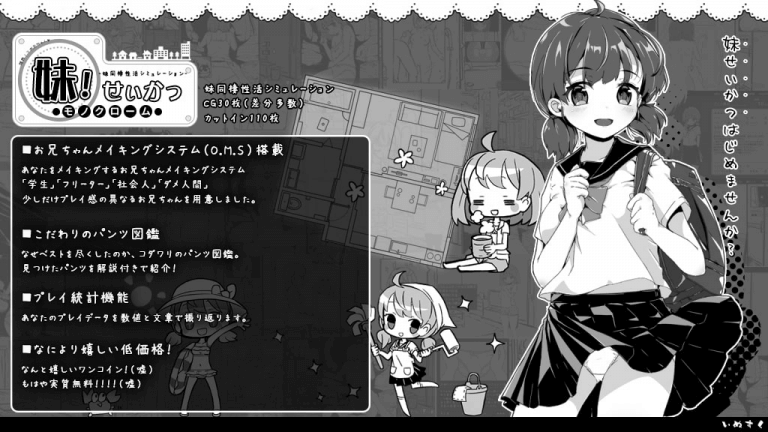 妹同棲性活シミュレーション
妹!せいかつ
●モノクローム●
妹同棲性活シミュレーション
CG30枚(差分多数)
カットイン110枚
■お兄ちゃんメイキングシステム(O.M.S)搭載
あなたをメイキングするお兄ちゃんメイキングシステム
「学生」「フリーター」「社会人」「ダメ人間」
少しだけプレイ感の異なるお兄ちゃんを用意しました。
■こだわりのパンツ図鑑
なぜベストを尽くしたのか、コダワリのパンツ図鑑。
見つけたパンツを解説付きで紹介!
■プレイ統計機能
あなたのプレイデータを数値と文章で振り返ります。
■なにより嬉しい低価格!
なんと嬉しいワンコイン!(嘘)
もはや実質無料!!!!(嘘)
妹せいかつはじめませんか?
いぬすく